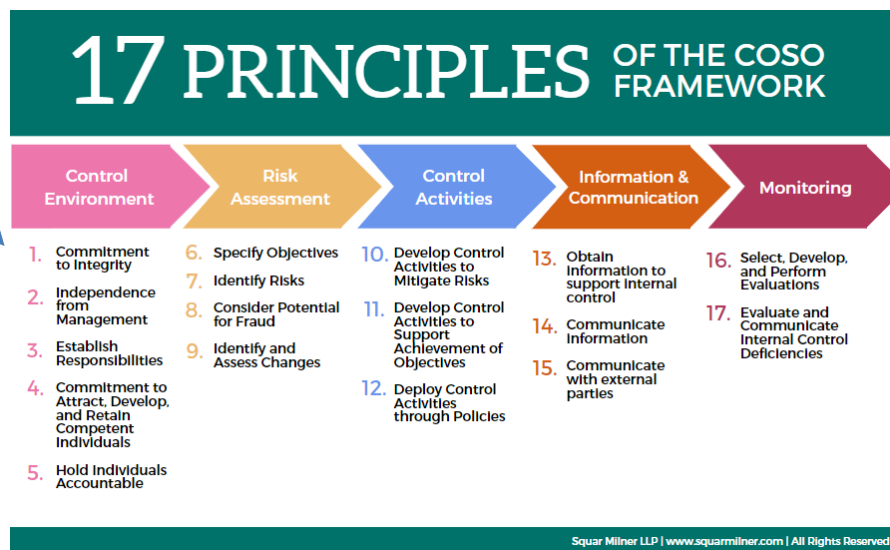 17 PRINCIPLES OF THE COSO
FRAMEWORK
Control
Environment
Risk
Assessment
Control
Activities
Information &
Communication
Monitoring
1. Commitment
to Integrity
2. Independence
from
Management
3. Establish
Responsibilities
4. Commitment to
Attract, Develop,
and Retain
Competent
Individuals
5. Hold Individuals
Accountable
6. Specify Objectives
7. Identify Risks
8. Consider Potential
for Fraud
9. Identify and
Assess Changes
10. Develop Control
Activities to
Mitigate Risks
11. Develop Control
Activities to
Support
Achievement of
Objectives
12. Deploy Control
Activities
through Policies
13. Obtain
Information to
support internal
control
14. Communicate
Information
15. Communicate
with external
parties
16. Select, Develop,
and Perform
Evaluations
17. Evaluate and
Communicate
Internal Control
Deficiencies
Squar Milner LLP | www.squarmilner.com | All Rights Reserved